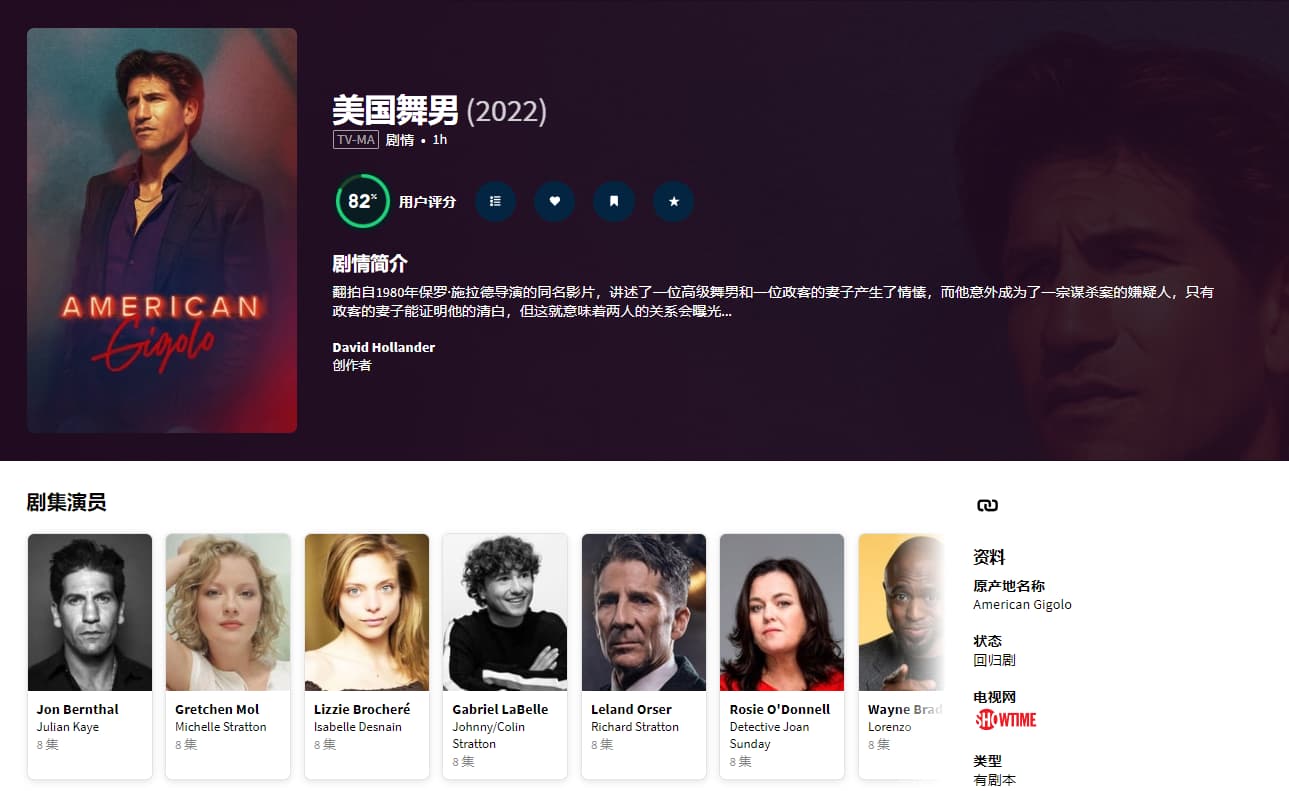 AMERICAN
Gigolo
美国舞男 (2022)
TV-MA 剧情 • 1h
82% 用户评分
剧情简介
翻拍自1980年保罗·施拉德导演的同名影片，讲述了一位高级舞男和一位政客的妻子产生了情愫，而他意外成为了一宗谋杀案的嫌疑人，只有
政客的妻子能证明他的清白，但这就意味着两人的关系会曝光...
David Hollander
创作者
剧集演员
Jon Bernthal
Julian Kaye
8 集
Gretchen Mol
Michelle Stratton
8 集
Lizzie Brocheré
Isabelle Desnain
8 集
Gabriel LaBelle
Johnny/Colin
Stratton
8 集
Leland Orser
Richard Stratton
8 集
Rosie O'Donnell
Detective Joan
Sunday
8 集
Wayne Brad
Lorenzo
8 集
资料
原产地名称
American Gigolo
状态
回归剧
电视网
SHOWTIME
类型
有剧本